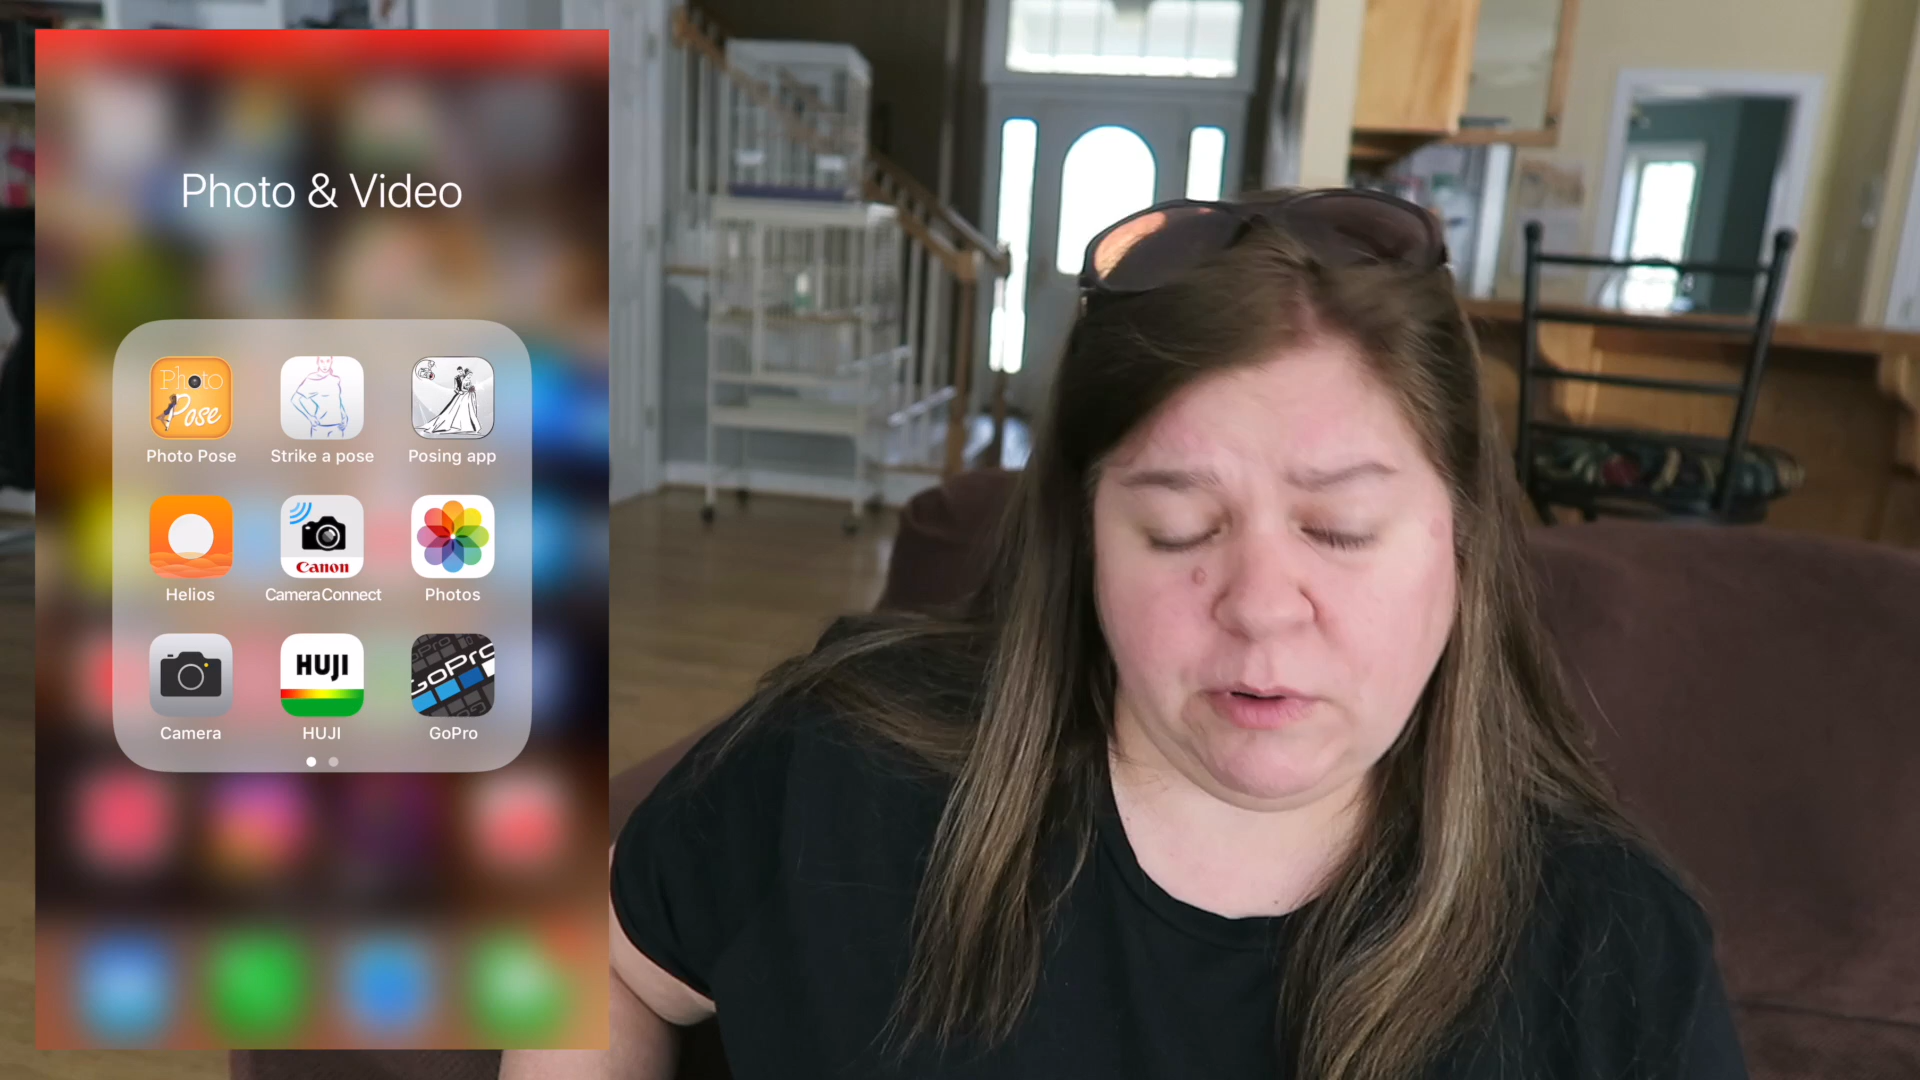 Photo & Video
Photo
Pose
Photo Pose
Strike a pose
Posing app
Canon
Helios
CameraConnect
Photos
HUJI
GoPro
Camera
HUJI
GoPro